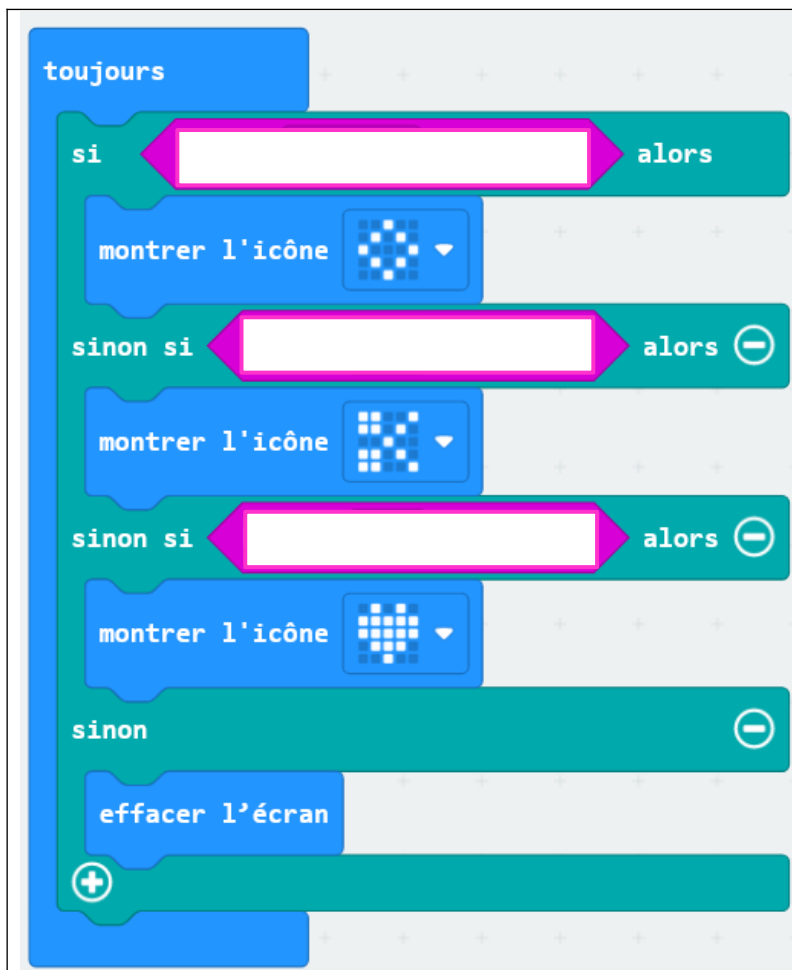 toujours
si alors
montrer l'icône
sinon si alors
montrer l'icône
sinon si alors
montrer l'icône
sinon
effacer l’écran